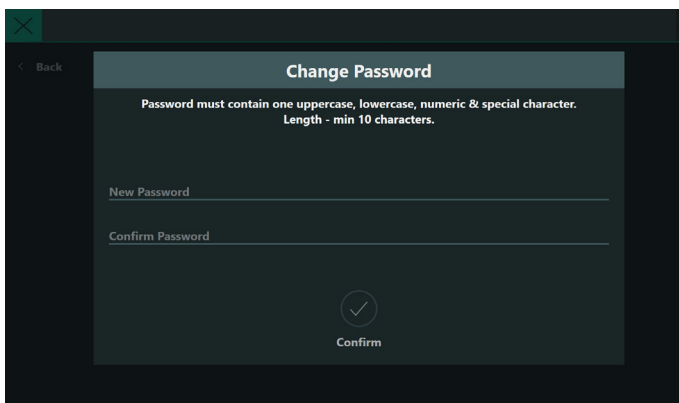 < Back
Change Password
Password must contain one uppercase, lowercase, numeric & special character.
Length - min 10 characters.
New Password
Confirm Password
Confirm